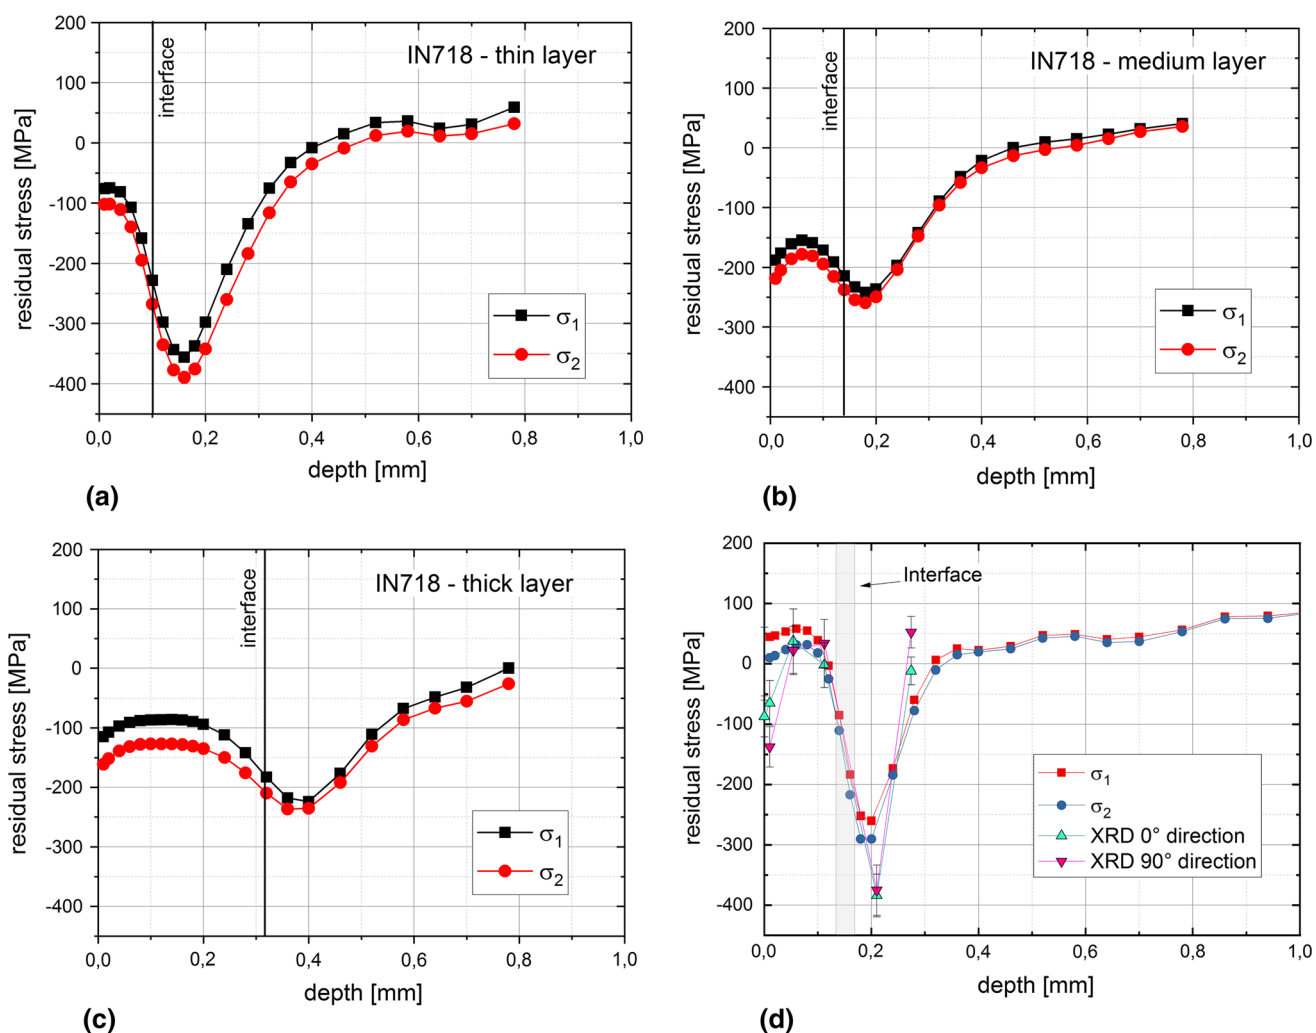 200
100
0
-100
-200
-300
-400
residual stress [MPa]
IN718 - thin layer
interface
σ1
σ2
0,0 0,2 0,4 0,6 0,8 1,0
depth [mm]
(a)
200
100
0
-100
-200
-300
-400
residual stress [MPa]
IN718 - medium layer
interface
σ1
σ2
0,0 0,2 0,4 0,6 0,8 1,0
depth [mm]
(b)
200
100
0
-100
-200
-300
-400
residual stress [MPa]
IN718 - thick layer
interface
σ1
σ2
0,0 0,2 0,4 0,6 0,8 1,0
depth [mm]
(c)
200
100
0
-100
-200
-300
-400
residual stress [MPa]
Interface
σ1
σ2
XRD 0° direction
XRD 90° direction
0,0 0,2 0,4 0,6 0,8 1,0
depth [mm]
(d)